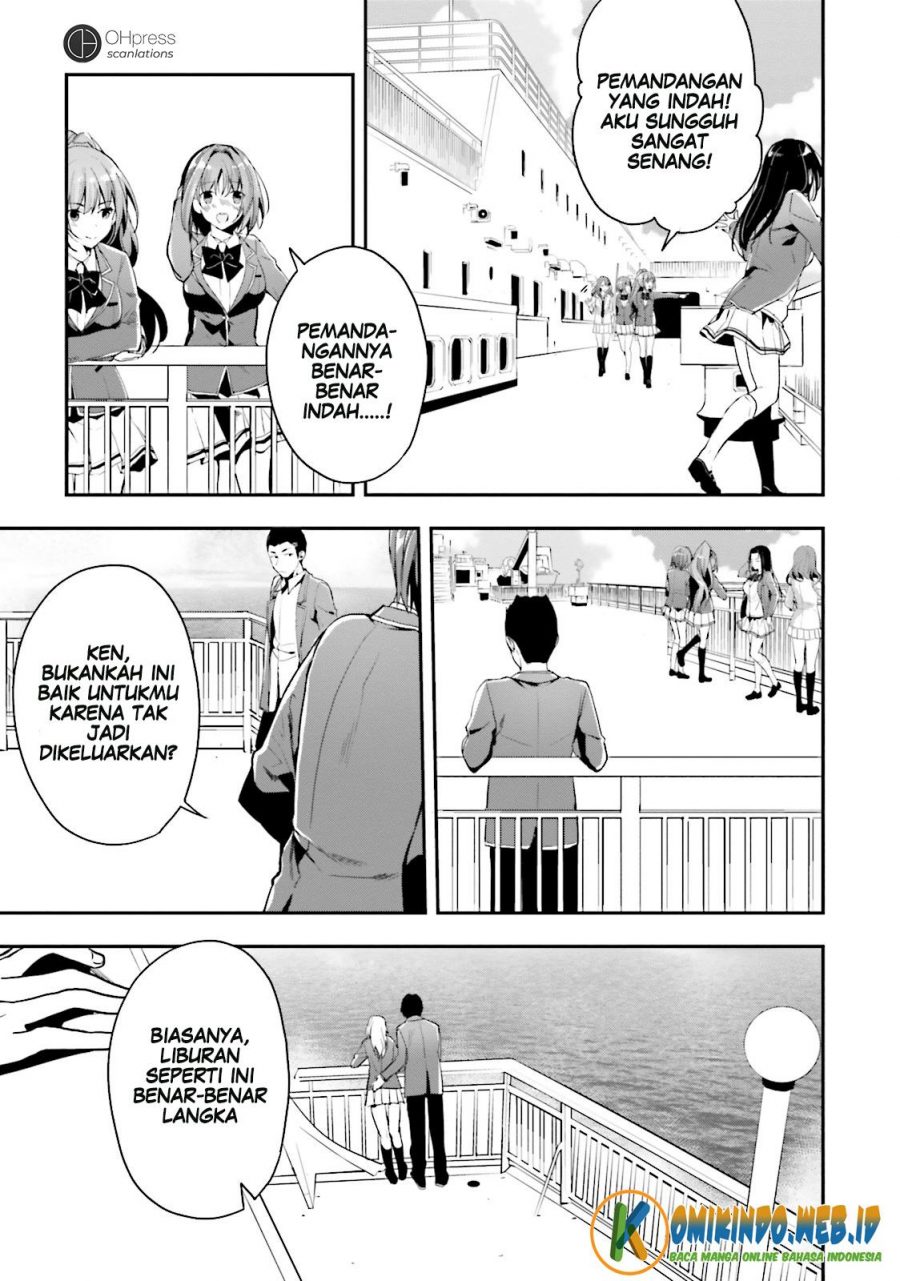 OHpress
scanlations
PEMANDANGAN
YANG INDAH!
AKU SUNGGUH
SANGAT
SENANG!
PEMANDA-
NGANNYA
BENAR-
BENAR
INDAH.....!
KEN,
BUKANKAH INI
BAIK UNTUKMU
KARENA TAK
JADI
DIKELUARKAN?
BIASANYA,
LIBURAN
SEPERTI INI
BENAR-BENAR
LANGKA
KOMIKINDO.WEB.ID
BACA MANGA ONLINE BAHASA INDONESIA